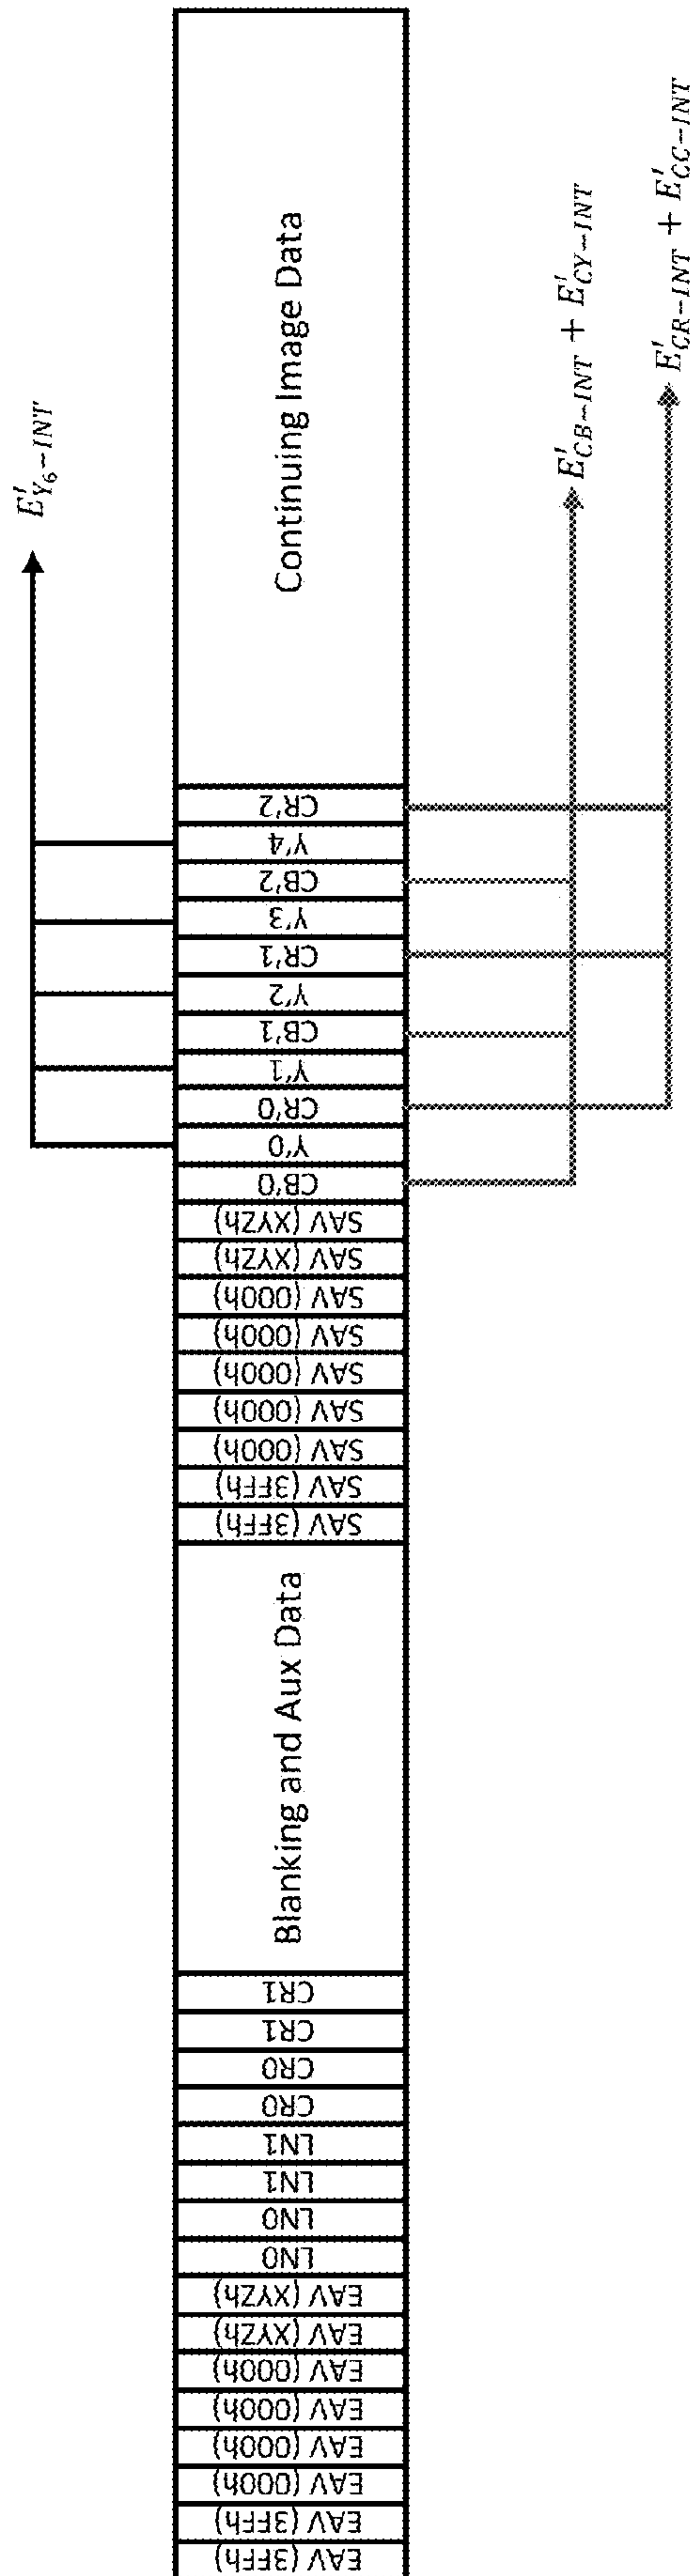 E'Y₆−INT
EAV (3FFh)
EAV (3FFh)
EAV (000h)
EAV (000h)
EAV (000h)
EAV (000h)
EAV (XYZh)
EAV (XYZh)
LN0
LN0
LN1
LN1
CR0
CR0
CR1
CR1
Blanking and Aux Data
SAV (3FFh)
SAV (3FFh)
SAV (000h)
SAV (000h)
SAV (000h)
SAV (000h)
SAV (000h)
SAV (XYZh)
SAV (XYZh)
CB'0
Y'0
CR'0
Y'1
CB'1
Y'2
CR'1
Y'3
CB'2
Y'4
CR'2
Continuing Image Data
E'CB−INT + E'CY−INT
E'CR−INT + E'CC−INT